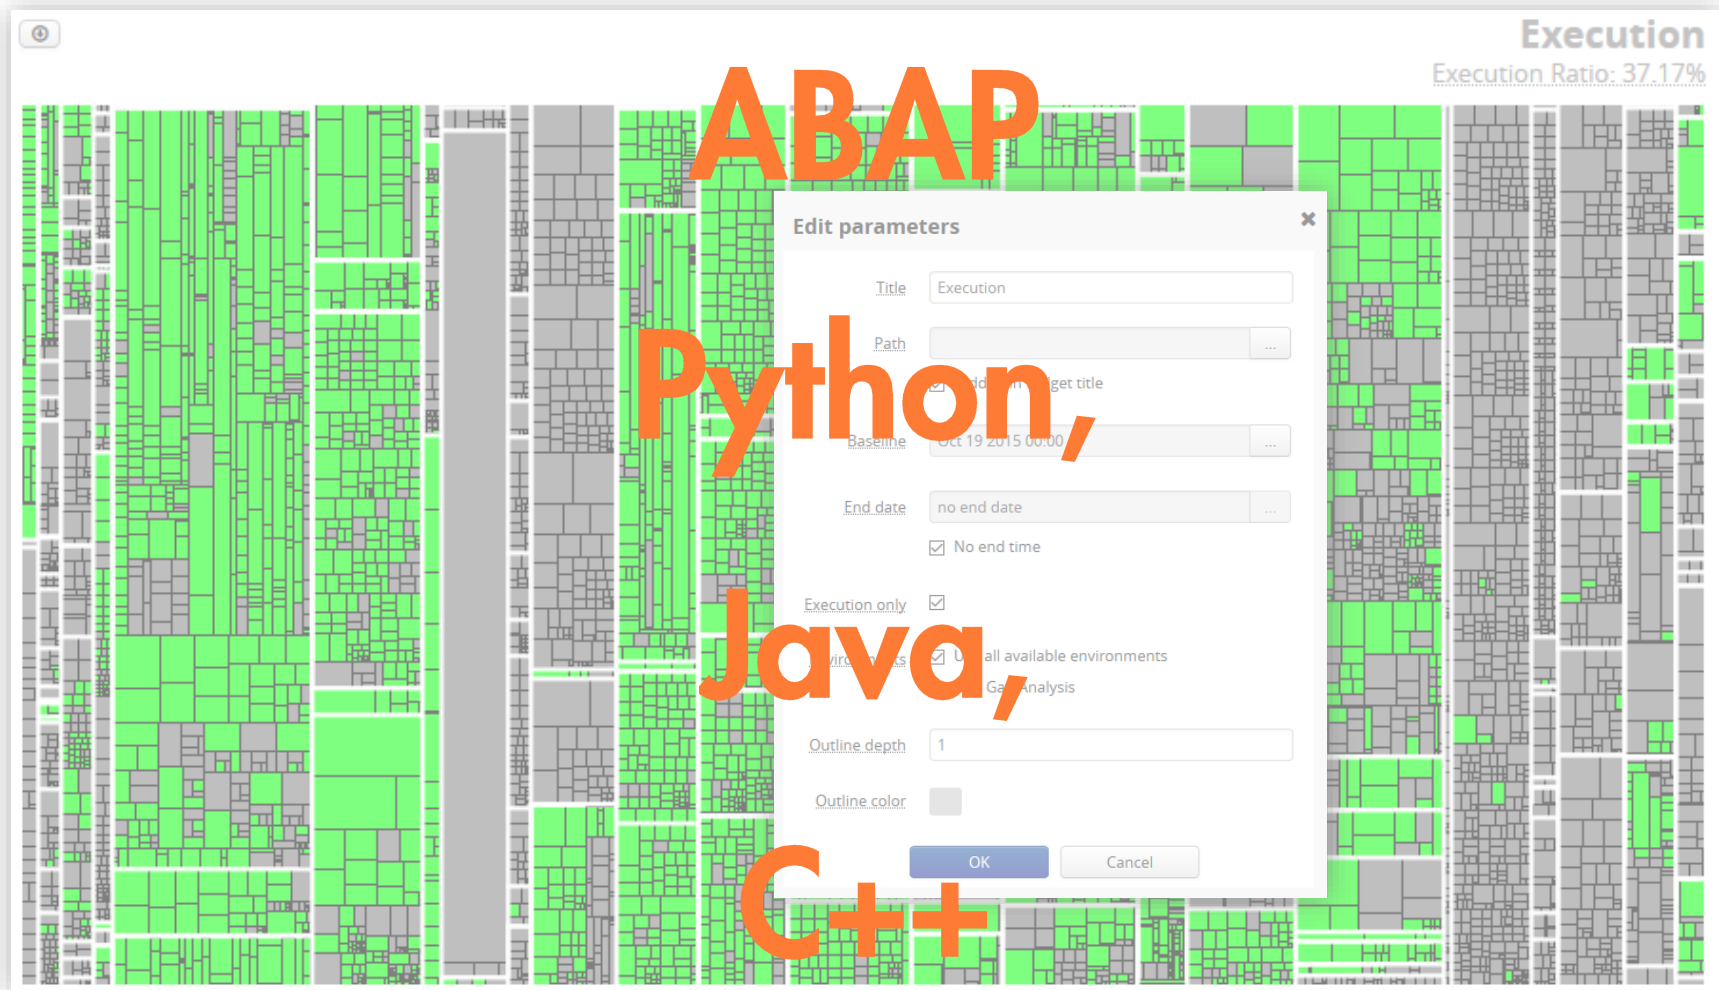 Execution
Execution Ratio: 37.17%
ABAP
Edit parameters
Title Execution
Path ...
get title
Python,
Baseline Oct 19 2015 00:00 ...
End date no end date ...
No end time
Execution only
all available environments
Java,
Analysis
Outline depth 1
Outline color
OK Cancel
C++